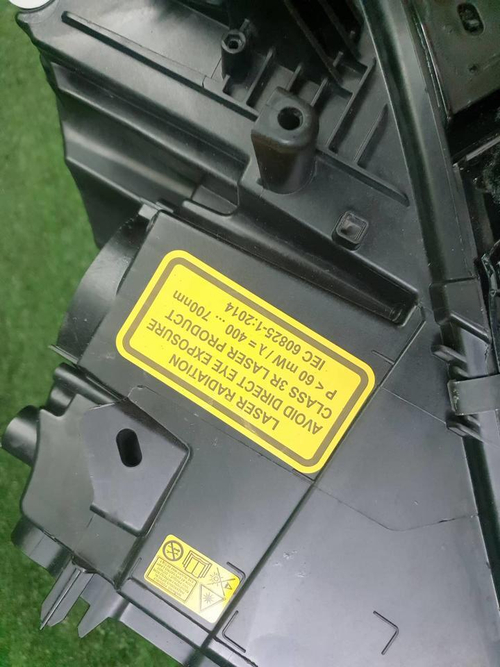 LASER RADIATION
AVOID DIRECT EYE EXPOSURE
CLASS 3R LASER PRODUCT
P < 60 mW / λ = 400 ... 700nm
IEC 60825-1:2014